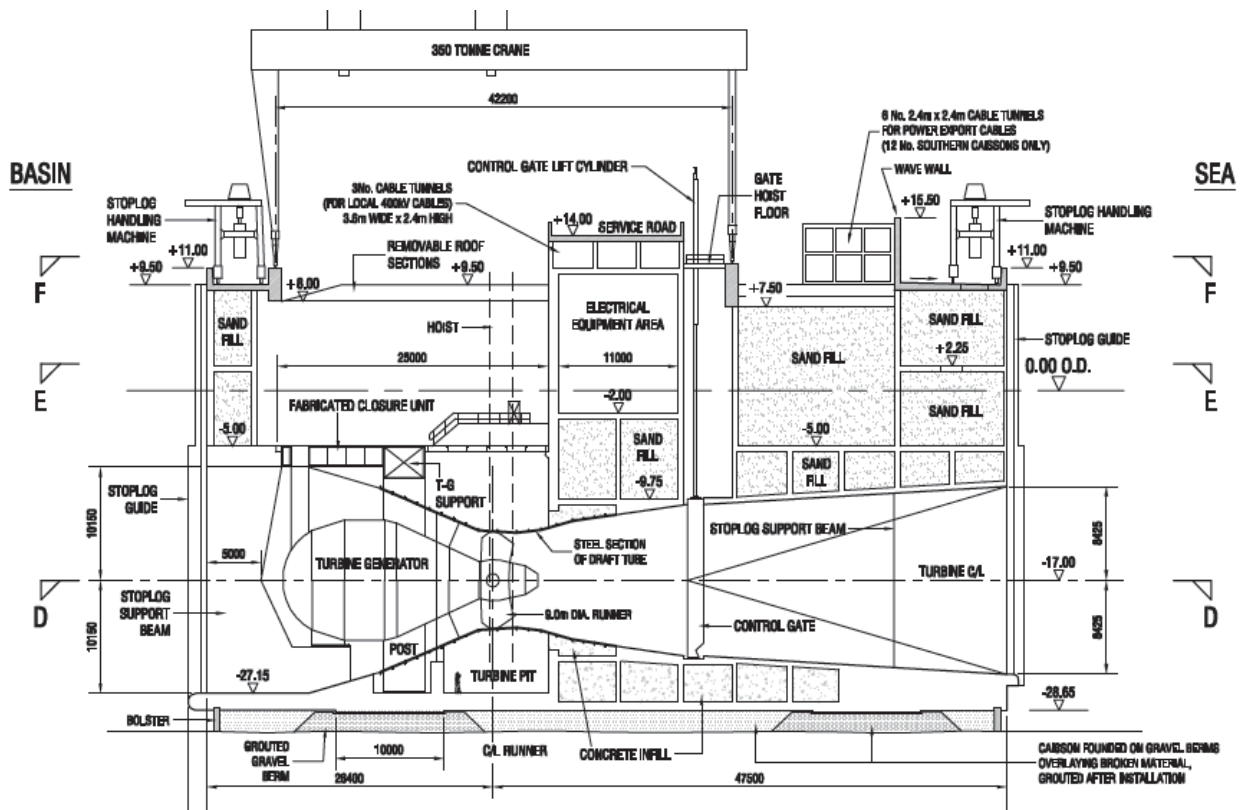 350 TONNE CRANE
42200
6 No. 2.4m x 2.4m CABLE TUNNELS
FOR POWER EXPORT CABLES
(12 No. SOUTHERN CAISSONS ONLY)
BASIN
SEA
CONTROL GATE LIFT CYLINDER
GATE
HOIST
FLOOR
WAVE WALL
STOPLOG
HANDLING
MACHINE
3No. CABLE TUNNELS
(FOR LOCAL 400kV CABLES)
3.6m WIDE x 2.4m HIGH
+14.00
SERVICE ROAD
+15.50
STOPLOG HANDLING
MACHINE
REMOVABLE ROOF
SECTIONS
+11.00
+9.50
+8.00
+9.50
+7.50
+11.00
+9.50
F
F
SAND
FILL
HOIST
ELECTRICAL
EQUIPMENT AREA
SAND FILL
STOPLOG GUIDE
+2.25
SAND FILL
0.00 O.D.
25000
11000
E
E
FABRICATED CLOSURE UNIT
-2.00
SAND FILL
-5.00
-5.00
SAND
FILL
-9.75
SAND
FILL
T-G
SUPPORT
STOPLOG
GUIDE
10150
5000
STEEL SECTION
OF DRAFT TUBE
STOPLOG SUPPORT BEAM
8425
TURBINE GENERATOR
TURBINE C/L
-17.00
D
D
STOPLOG
SUPPORT
BEAM
10150
9.0m DIA. RUNNER
CONTROL GATE
8425
POST
TURBINE PIT
-27.15
-28.65
BOLSTER
GROUTED
GRAVEL
BERM
10000
C/L RUNNER
CONCRETE INFILL
CAISSON FOUNDED ON GRAVEL BERMS
OVERLAYING BROKEN MATERIAL,
GROUTED AFTER INSTALLATION
26400
47500